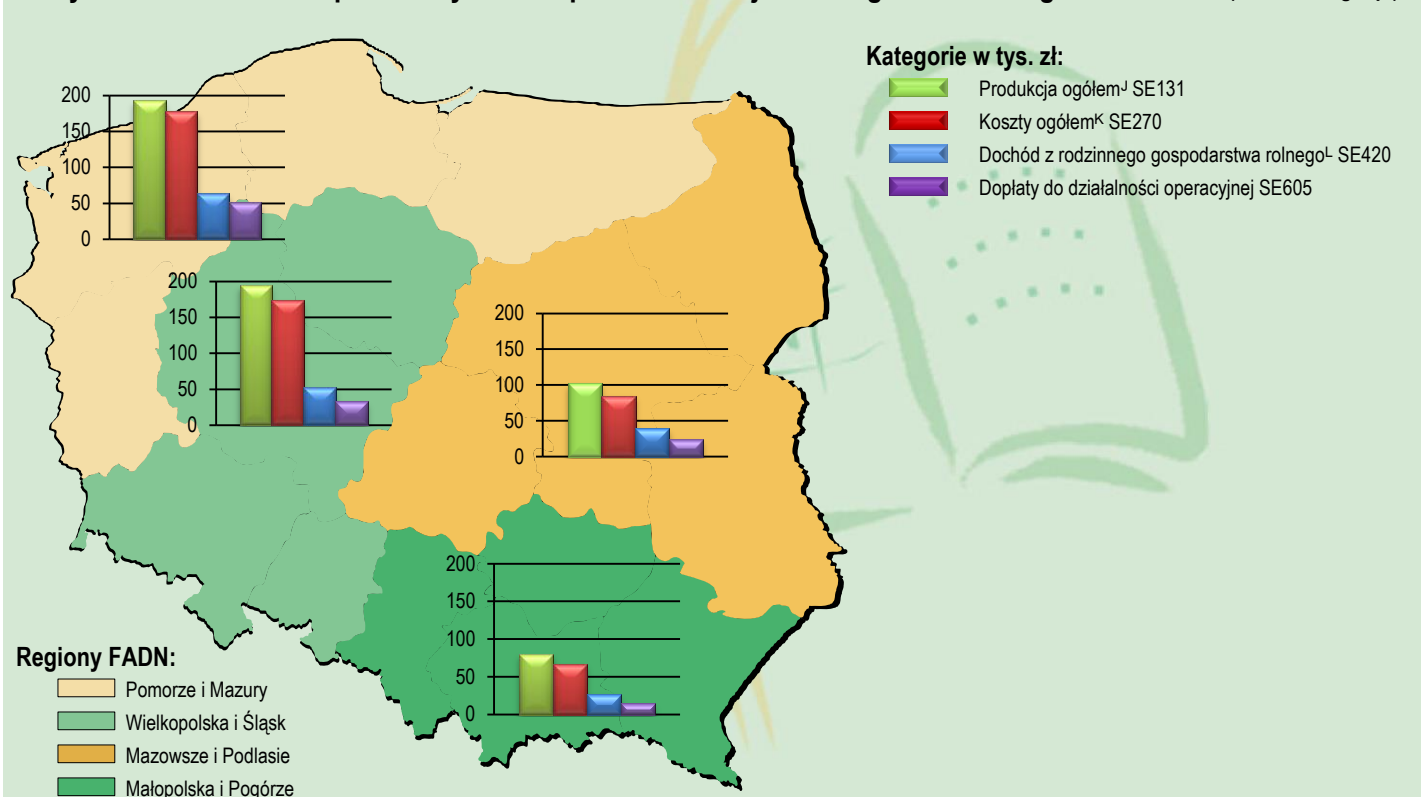 Kategorie w tys. zł:
Produkcja ogółemᴶ SE131
Koszty ogółemᴷ SE270
Dochód z rodzinnego gospodarstwa rolnegoᴸ SE420
Dopłaty do działalności operacyjnej SE605
200
150
100
50
0
200
150
100
50
0
200
150
100
50
0
200
150
100
50
0
Regiony FADN:
Pomorze i Mazury
Wielkopolska i Śląsk
Mazowsze i Podlasie
Małopolska i Pogórze